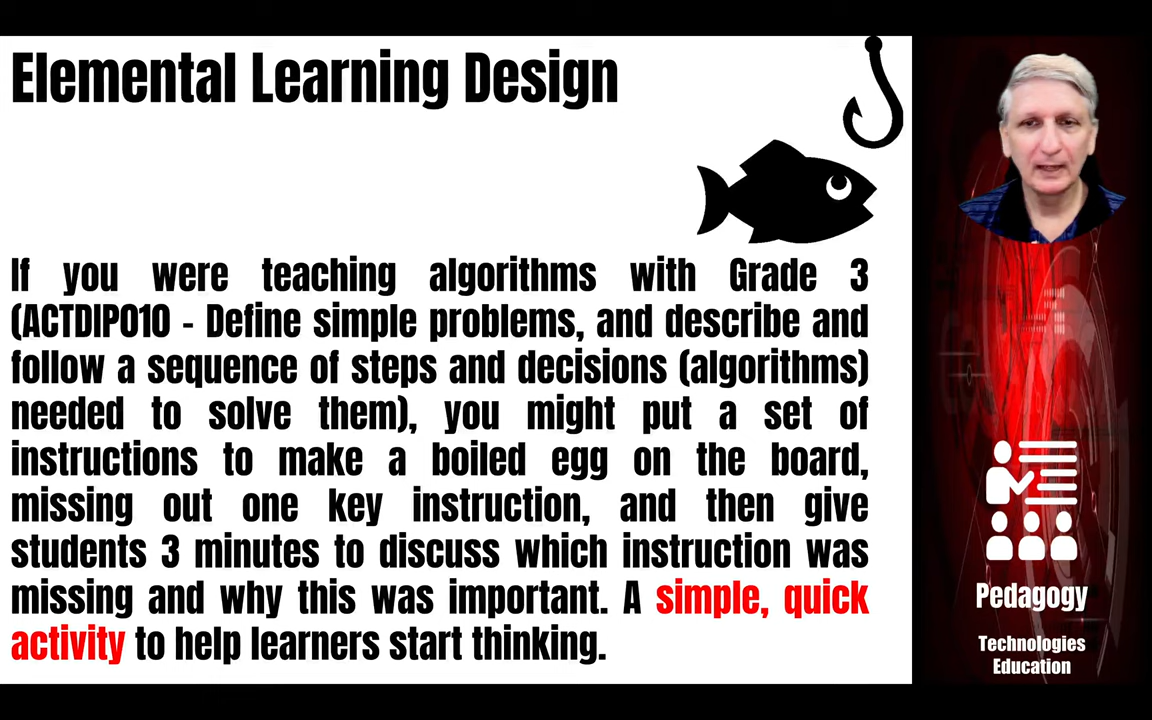 Elemental Learning Design
If you were teaching algorithms with Grade 3
(ACTDIP010 - Define simple problems, and describe and
follow a sequence of steps and decisions (algorithms)
needed to solve them), you might put a set of
instructions to make a boiled egg on the board,
missing out one key instruction, and then give
students 3 minutes to discuss which instruction was
missing and why this was important. A simple, quick
activity to help learners start thinking.
Pedagogy
Technologies
Education